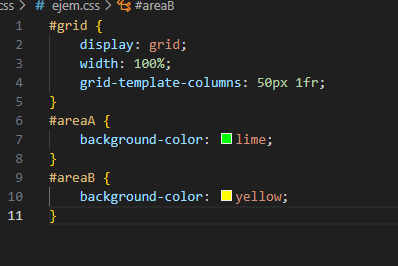 css > # ejem.css > #areaB
1 #grid {
2 display: grid;
3 width: 100%;
4 grid-template-columns: 50px 1fr;
5 }
6 #areaA {
7 background-color: lime;
8 }
9 #areaB {
10 background-color: yellow;
11 }